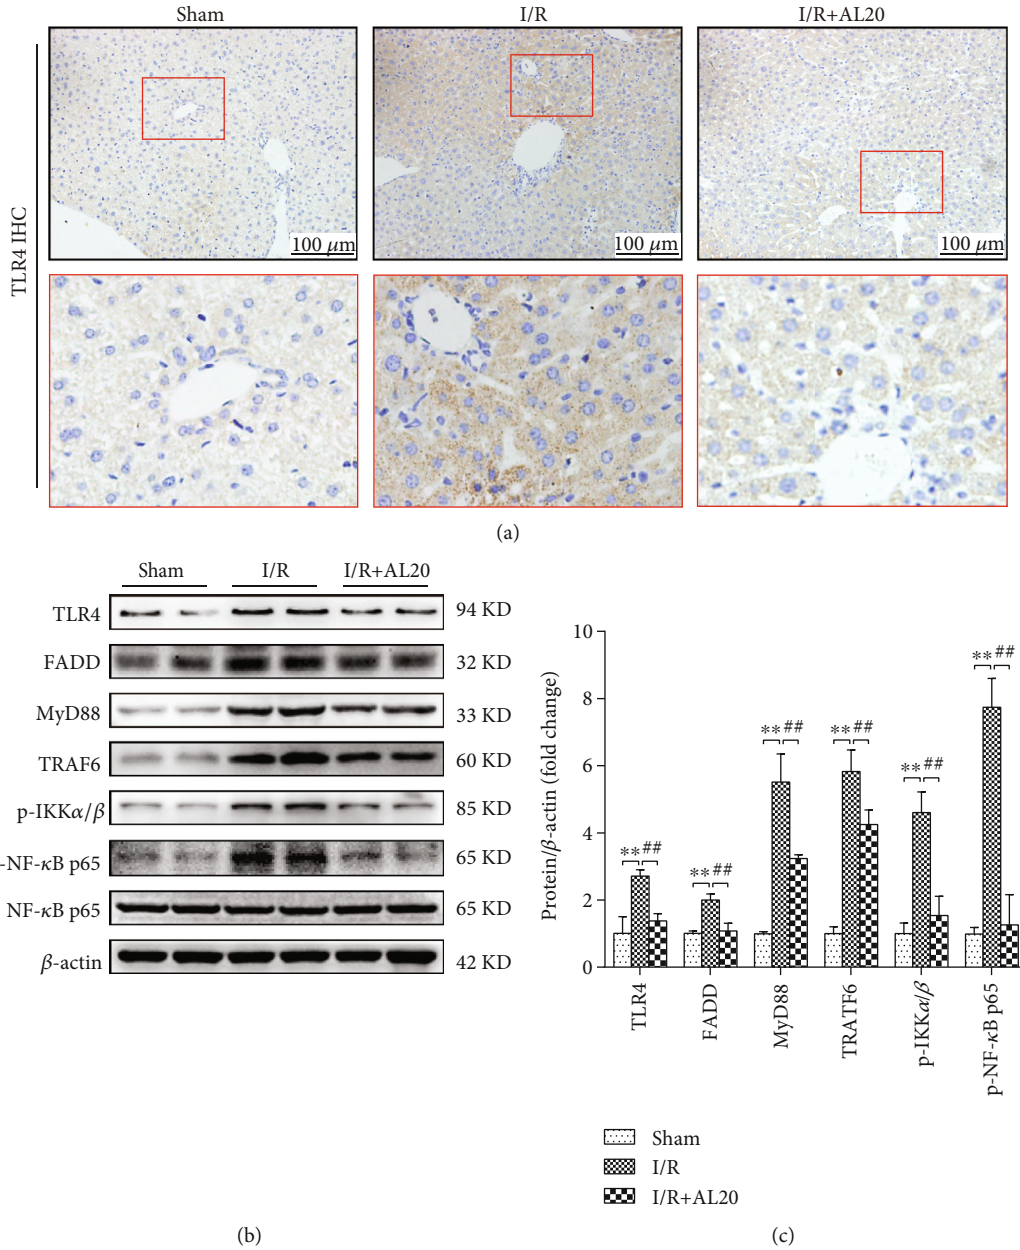 Sham I/R I/R+AL20
TLR4 IHC
100 μm 100 μm 100 μm
(a)
Sham I/R I/R+AL20
TLR4 94 KD
FADD 32 KD
MyD88 33 KD
TRAF6 60 KD
p-IKKα/β 85 KD
-NF-κB p65 65 KD
NF-κB p65 65 KD
β-actin 42 KD
(b)
Protein/β-actin (fold change)
10
8
6
4
2
0
** ## ** ## ** ## ** ## ** ## ** ##
TLR4 FADD MyD88 TRATF6 p-IKKα/β p-NF-κB p65
Sham
I/R
I/R+AL20
(c)